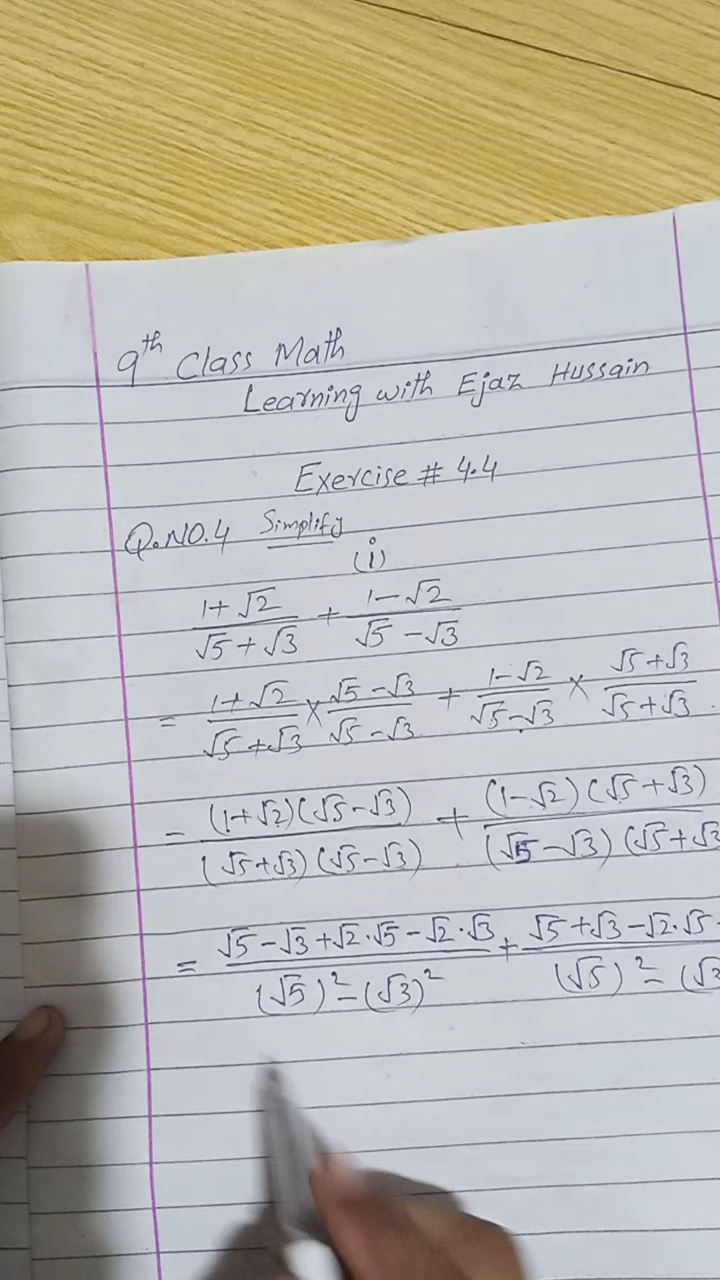 9th Class Math
Learning with Ejaz Hussain
Exercise # 4.4
Q.NO.4 Simplify
(i)
1+√2 / √5+√3 + 1-√2 / √5-√3
= 1+√2 / √5+√3 × √5-√3 / √5-√3 + 1-√2 / √5-√3 × √5+√3 / √5+√3 .
= (1+√2)(√5-√3) / (√5+√3)(√5-√3) + (1-√2)(√5+√3) / (√5-√3)(√5+√3
= √5-√3+√2·√5-√2·√3 / (√5)²-(√3)² + √5+√3-√2·√5- / (√5)²-(√3